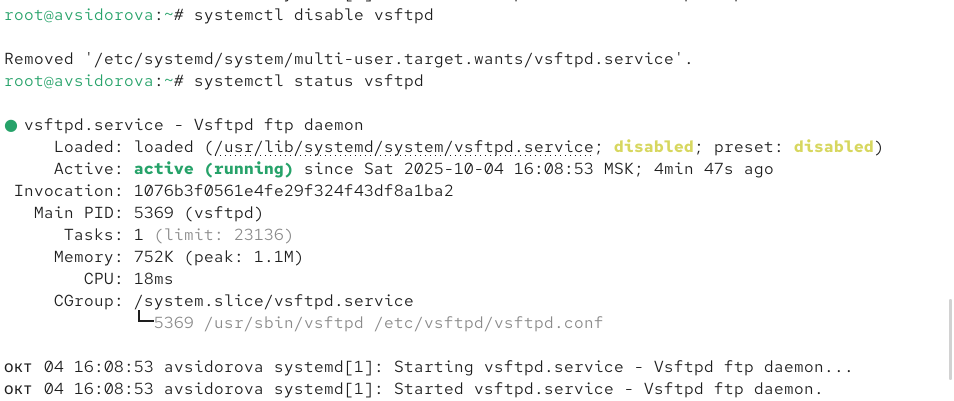 root@avsidorova:~# systemctl disable vsftpd
Removed '/etc/systemd/system/multi-user.target.wants/vsftpd.service'.
root@avsidorova:~# systemctl status vsftpd
● vsftpd.service - Vsftpd ftp daemon
Loaded: loaded (/usr/lib/systemd/system/vsftpd.service; disabled; preset: disabled)
Active: active (running) since Sat 2025-10-04 16:08:53 MSK; 4min 47s ago
Invocation: 1076b3f0561e4fe29f324f43df8a1ba2
Main PID: 5369 (vsftpd)
Tasks: 1 (limit: 23136)
Memory: 752K (peak: 1.1M)
CPU: 18ms
CGroup: /system.slice/vsftpd.service
└─5369 /usr/sbin/vsftpd /etc/vsftpd/vsftpd.conf
окт 04 16:08:53 avsidorova systemd[1]: Starting vsftpd.service - Vsftpd ftp daemon...
окт 04 16:08:53 avsidorova systemd[1]: Started vsftpd.service - Vsftpd ftp daemon.